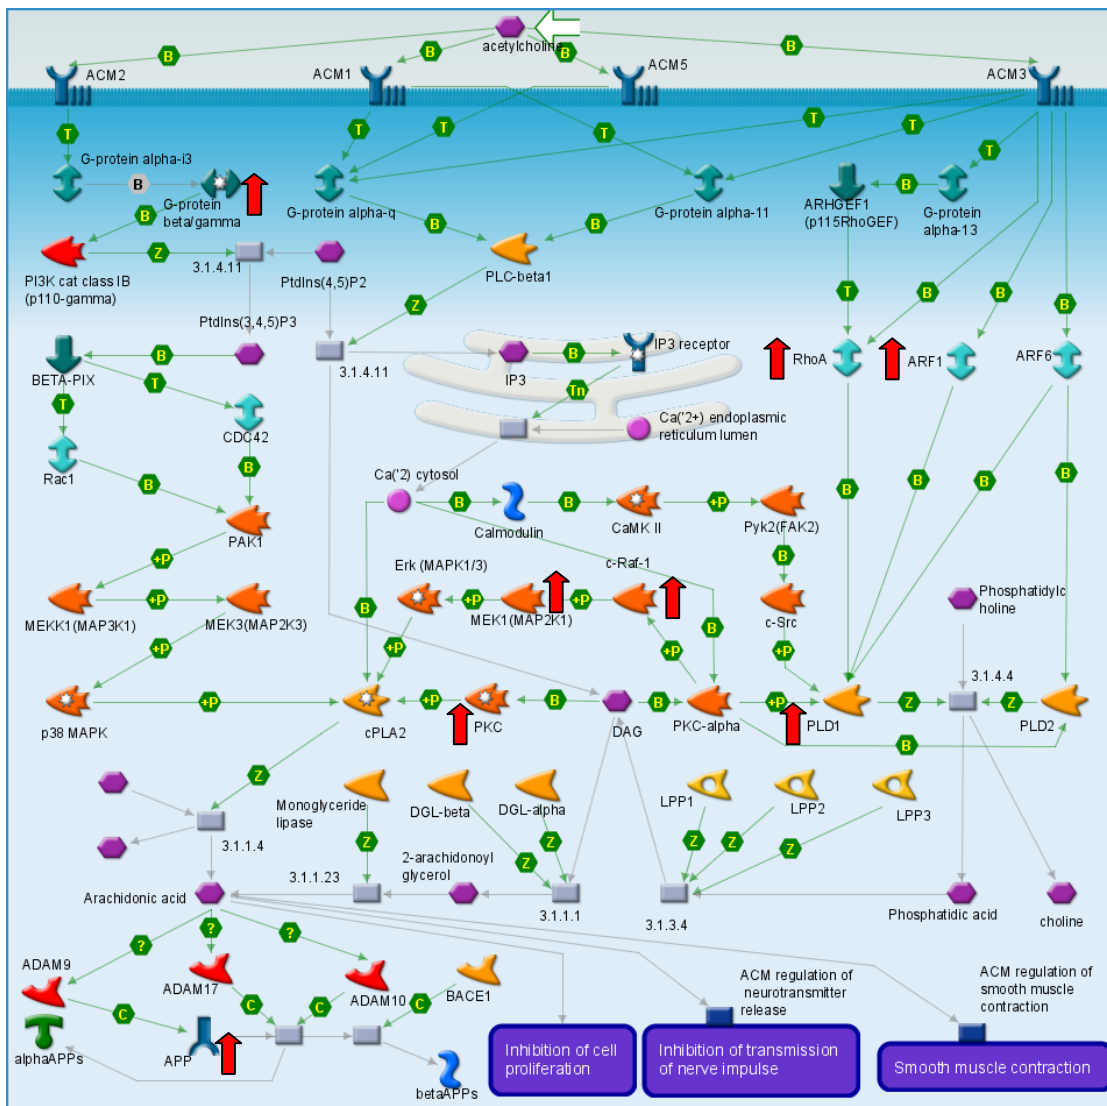 acetylcholine
B
B
B
B
ACM2
ACM1
ACM5
ACM3
T
T
T
T
T
T
G-protein alpha-i3
B
G-protein
beta/gamma
G-protein alpha-q
G-protein alpha-11
ARHGEF1
(p115RhoGEF)
B
G-protein
alpha-13
B
B
B
PI3K cat class IB
(p110-gamma)
Z
3.1.4.11
PtdIns(4,5)P2
PLC-beta1
Z
T
B
B
B
PtdIns(3,4,5)P3
BETA-PIX
B
T
T
3.1.4.11
IP3
B
IP3 receptor
Tn
RhoA
ARF1
ARF6
CDC42
Rac1
Ca('2+) endoplasmic
reticulum lumen
B
B
Ca('2) cytosol
B
Calmodulin
B
CaMK II
+P
Pyk2(FAK2)
B
B
B
PAK1
+P
Erk (MAPK1/3)
c-Raf-1
B
MEKK1(MAP3K1)
+P
MEK3(MAP2K3)
+P
MEK1(MAP2K1)
+P
c-Src
Phosphatidylc
holine
B
B
+P
+P
+P
+P
3.1.4.4
p38 MAPK
+P
cPLA2
+P
PKC
B
DAG
B
PKC-alpha
+P
PLD1
Z
Z
PLD2
B
Z
Monoglyceride
lipase
DGL-beta
DGL-alpha
LPP1
LPP2
LPP3
3.1.1.4
Z
Z
Z
Z
Z
Z
2-arachidonoyl
glycerol
3.1.1.23
Arachidonic acid
3.1.1.1
3.1.3.4
Phosphatidic acid
choline
?
?
?
ADAM9
ADAM17
ADAM10
BACE1
C
C
C
C
alphaAPPs
APP
betaAPPs
ACM regulation of
neurotransmitter
release
ACM regulation of
smooth muscle
contraction
Inhibition of cell
proliferation
Inhibition of transmission
of nerve impulse
Smooth muscle contraction